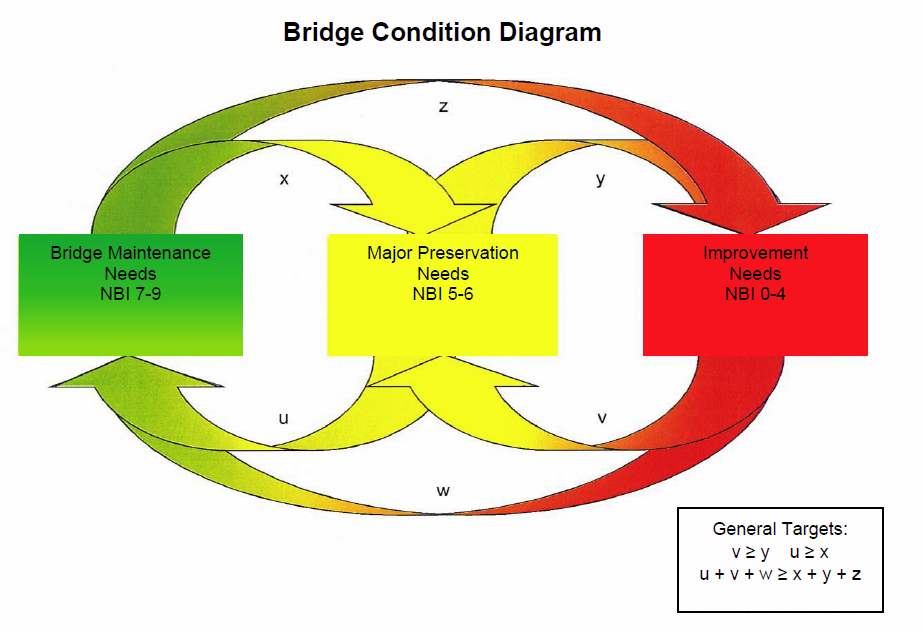 Bridge Condition Diagram
z
x
y
Bridge Maintenance
Needs
NBI 7-9
Major Preservation
Needs
NBI 5-6
Improvement
Needs
NBI 0-4
u
v
w
General Targets:
v ≥ y u ≥ x
u + v + w ≥ x + y + z